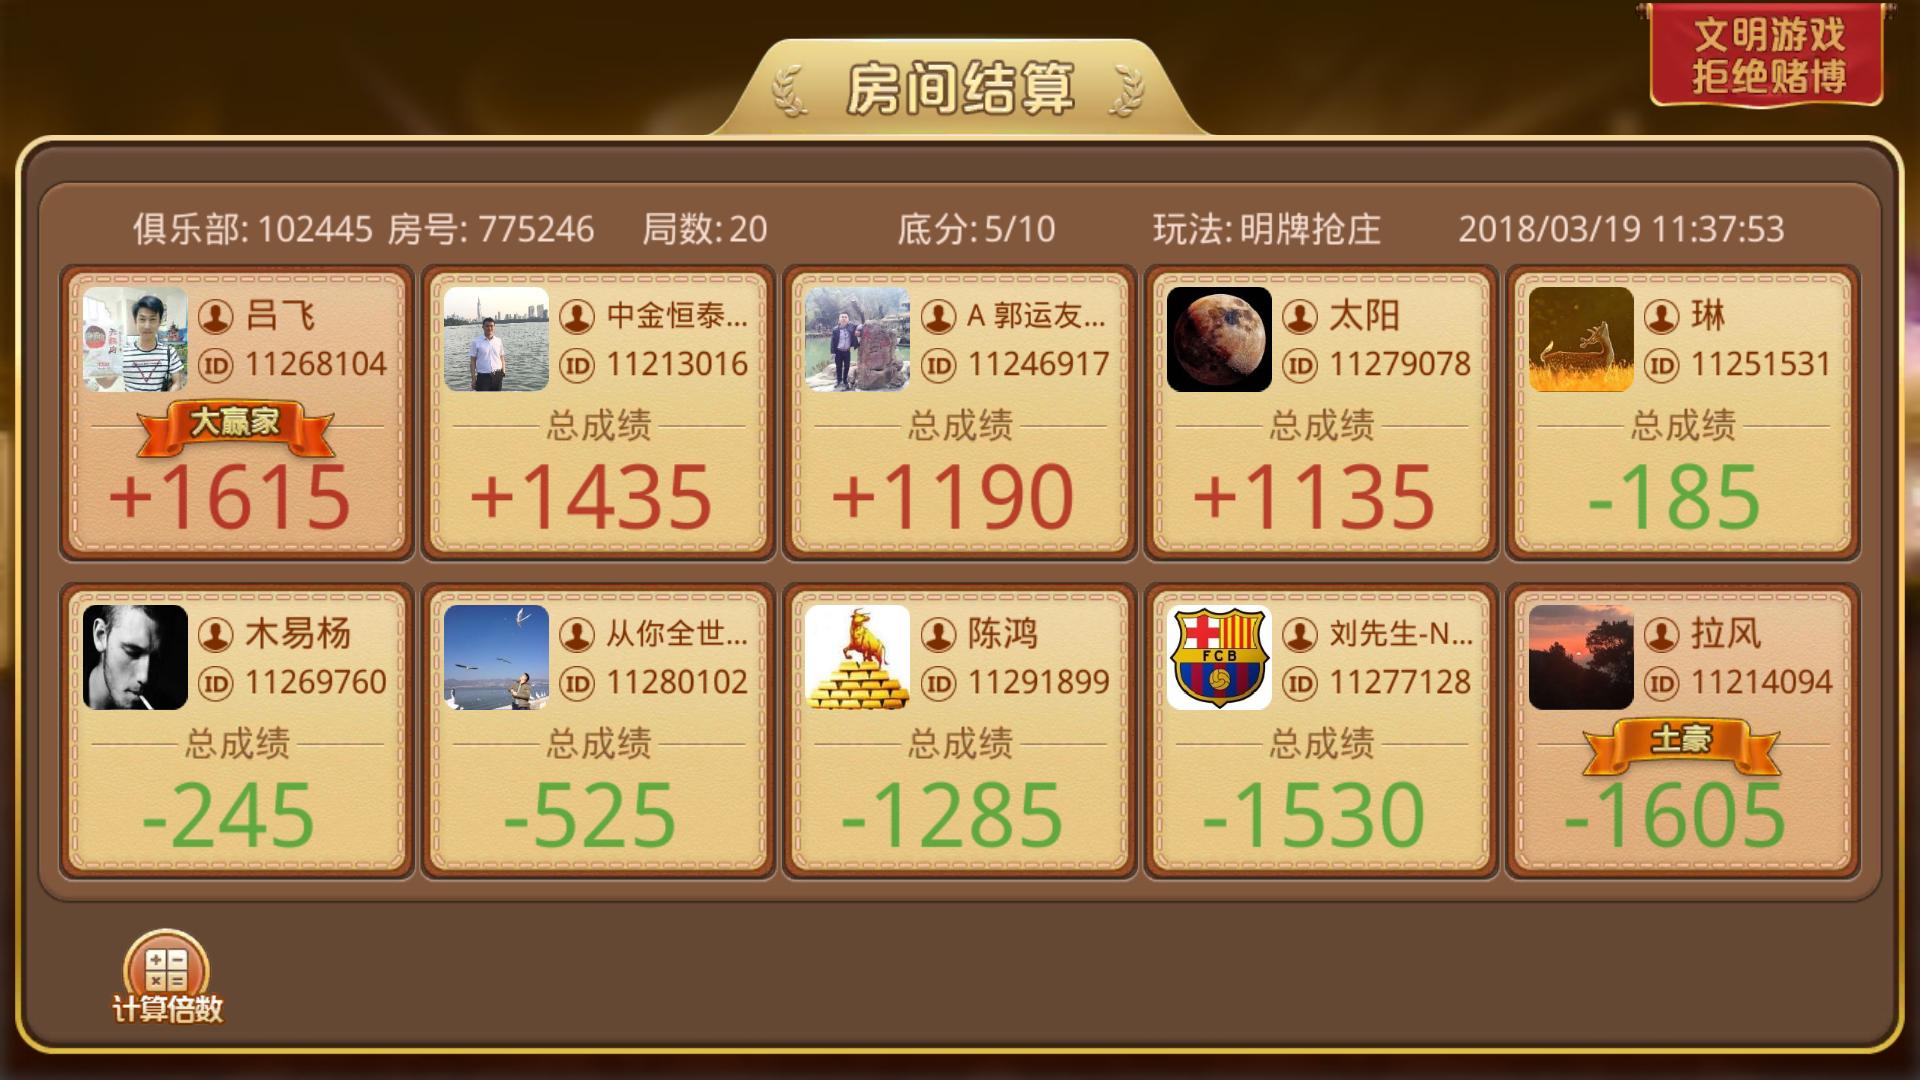 文明游戏
拒绝赌博
房间结算
俱乐部: 102445 房号: 775246 局数: 20 底分: 5/10 玩法: 明牌抢庄 2018/03/19 11:37:53
吕飞
ID 11268104
大赢家
+1615
中金恒泰...
ID 11213016
总成绩
+1435
A 郭运友...
ID 11246917
总成绩
+1190
太阳
ID 11279078
总成绩
+1135
琳
ID 11251531
总成绩
-185
木易杨
ID 11269760
总成绩
-245
从你全世...
ID 11280102
总成绩
-525
陈鸿
ID 11291899
总成绩
-1285
FCB
刘先生-N...
ID 11277128
总成绩
-1530
拉风
ID 11214094
土豪
-1605
计算倍数